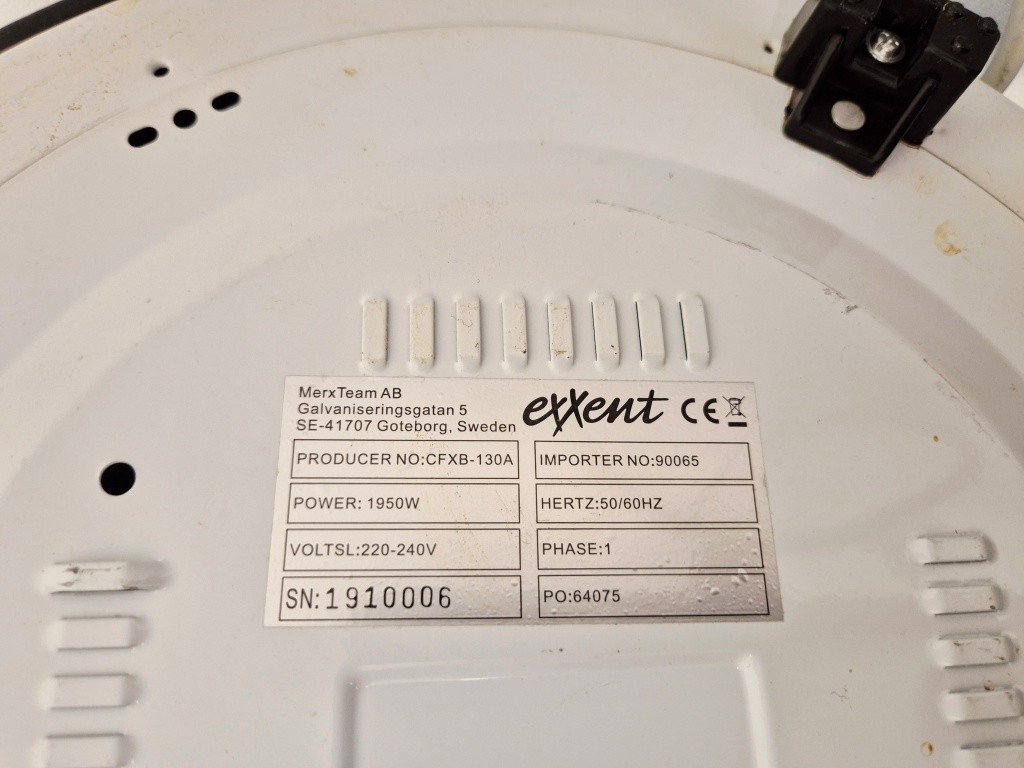 MerxTeam AB
Galvaniseringsgatan 5
SE-41707 Goteborg, Sweden
exxent CE
PRODUCER NO:CFXB-130A
IMPORTER NO:90065
POWER: 1950W
HERTZ:50/60HZ
VOLTSL:220-240V
PHASE:1
SN:1910006
PO:64075